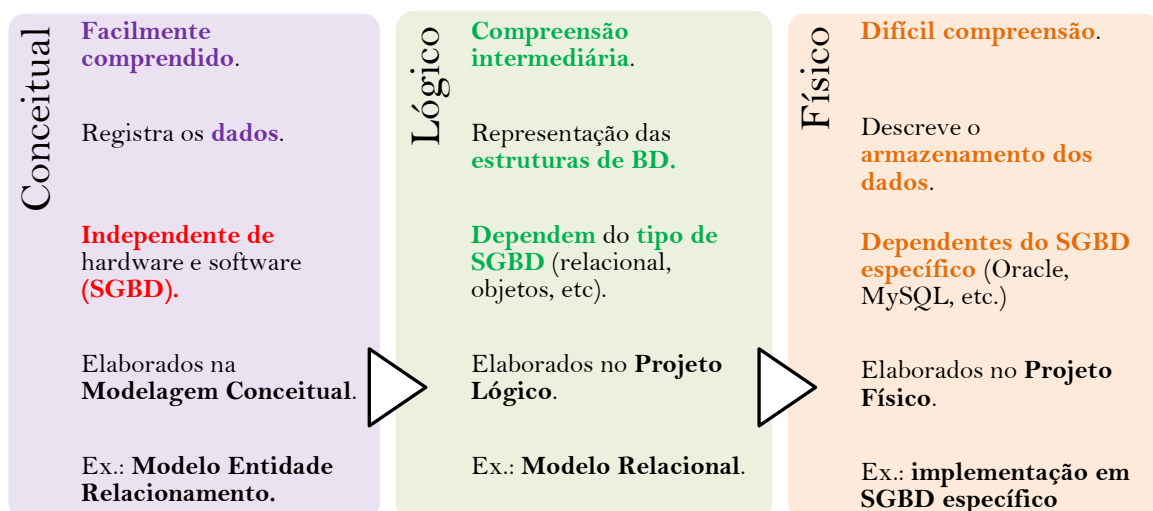 Conceitual
Facilmente
comprendido.
Registra os dados.
Independente de
hardware e software
(SGBD).
Elaborados na
Modelagem Conceitual.
Ex.: Modelo Entidade
Relacionamento.
Lógico
Compreensão
intermediária.
Representação das
estruturas de BD.
Dependem do tipo de
SGBD (relacional,
objetos, etc).
Elaborados no Projeto
Lógico.
Ex.: Modelo Relacional.
Físico
Difícil compreensão.
Descreve o
armazenamento dos
dados.
Dependentes do SGBD
específico (Oracle,
MySQL, etc.)
Elaborados no Projeto
Físico.
Ex.: implementação em
SGBD específico